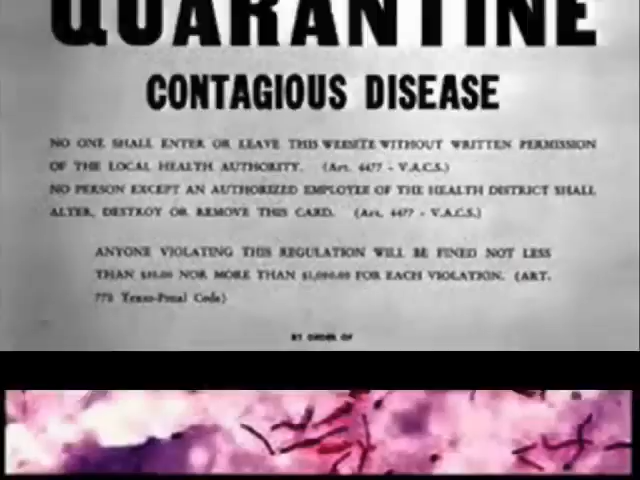 QUARANTINE
CONTAGIOUS DISEASE
NO ONE SHALL ENTER OR LEAVE THIS WEBSITE WITHOUT WRITTEN PERMISSION
OF THE LOCAL HEALTH AUTHORITY. (Art. 4477 - V.A.C.S.)
NO PERSON EXCEPT AN AUTHORIZED EMPLOYEE OF THE HEALTH DISTRICT SHALL
ALTER, DESTROY OR REMOVE THIS CARD. (Art. 4477 - V.A.C.S.)
ANYONE VIOLATING THIS REGULATION WILL BE FINED NOT LESS
THAN NOR MORE THAN FOR EACH VIOLATION. (ART.
Penal Code)
BY ORDER OF